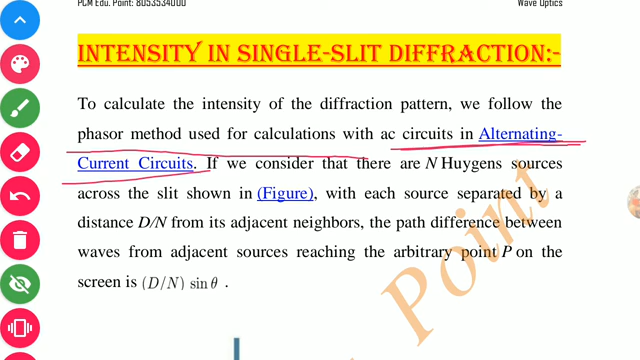 PCM Edu. Point: 8053534000 Wave Optics
INTENSITY IN SINGLE-SLIT DIFFRACTION:-
To calculate the intensity of the diffraction pattern, we follow the
phasor method used for calculations with ac circuits in Alternating-
Current Circuits. If we consider that there are N Huygens sources
across the slit shown in (Figure), with each source separated by a
distance D/N from its adjacent neighbors, the path difference between
waves from adjacent sources reaching the arbitrary point P on the
screen is (D/N) sin θ .
Point